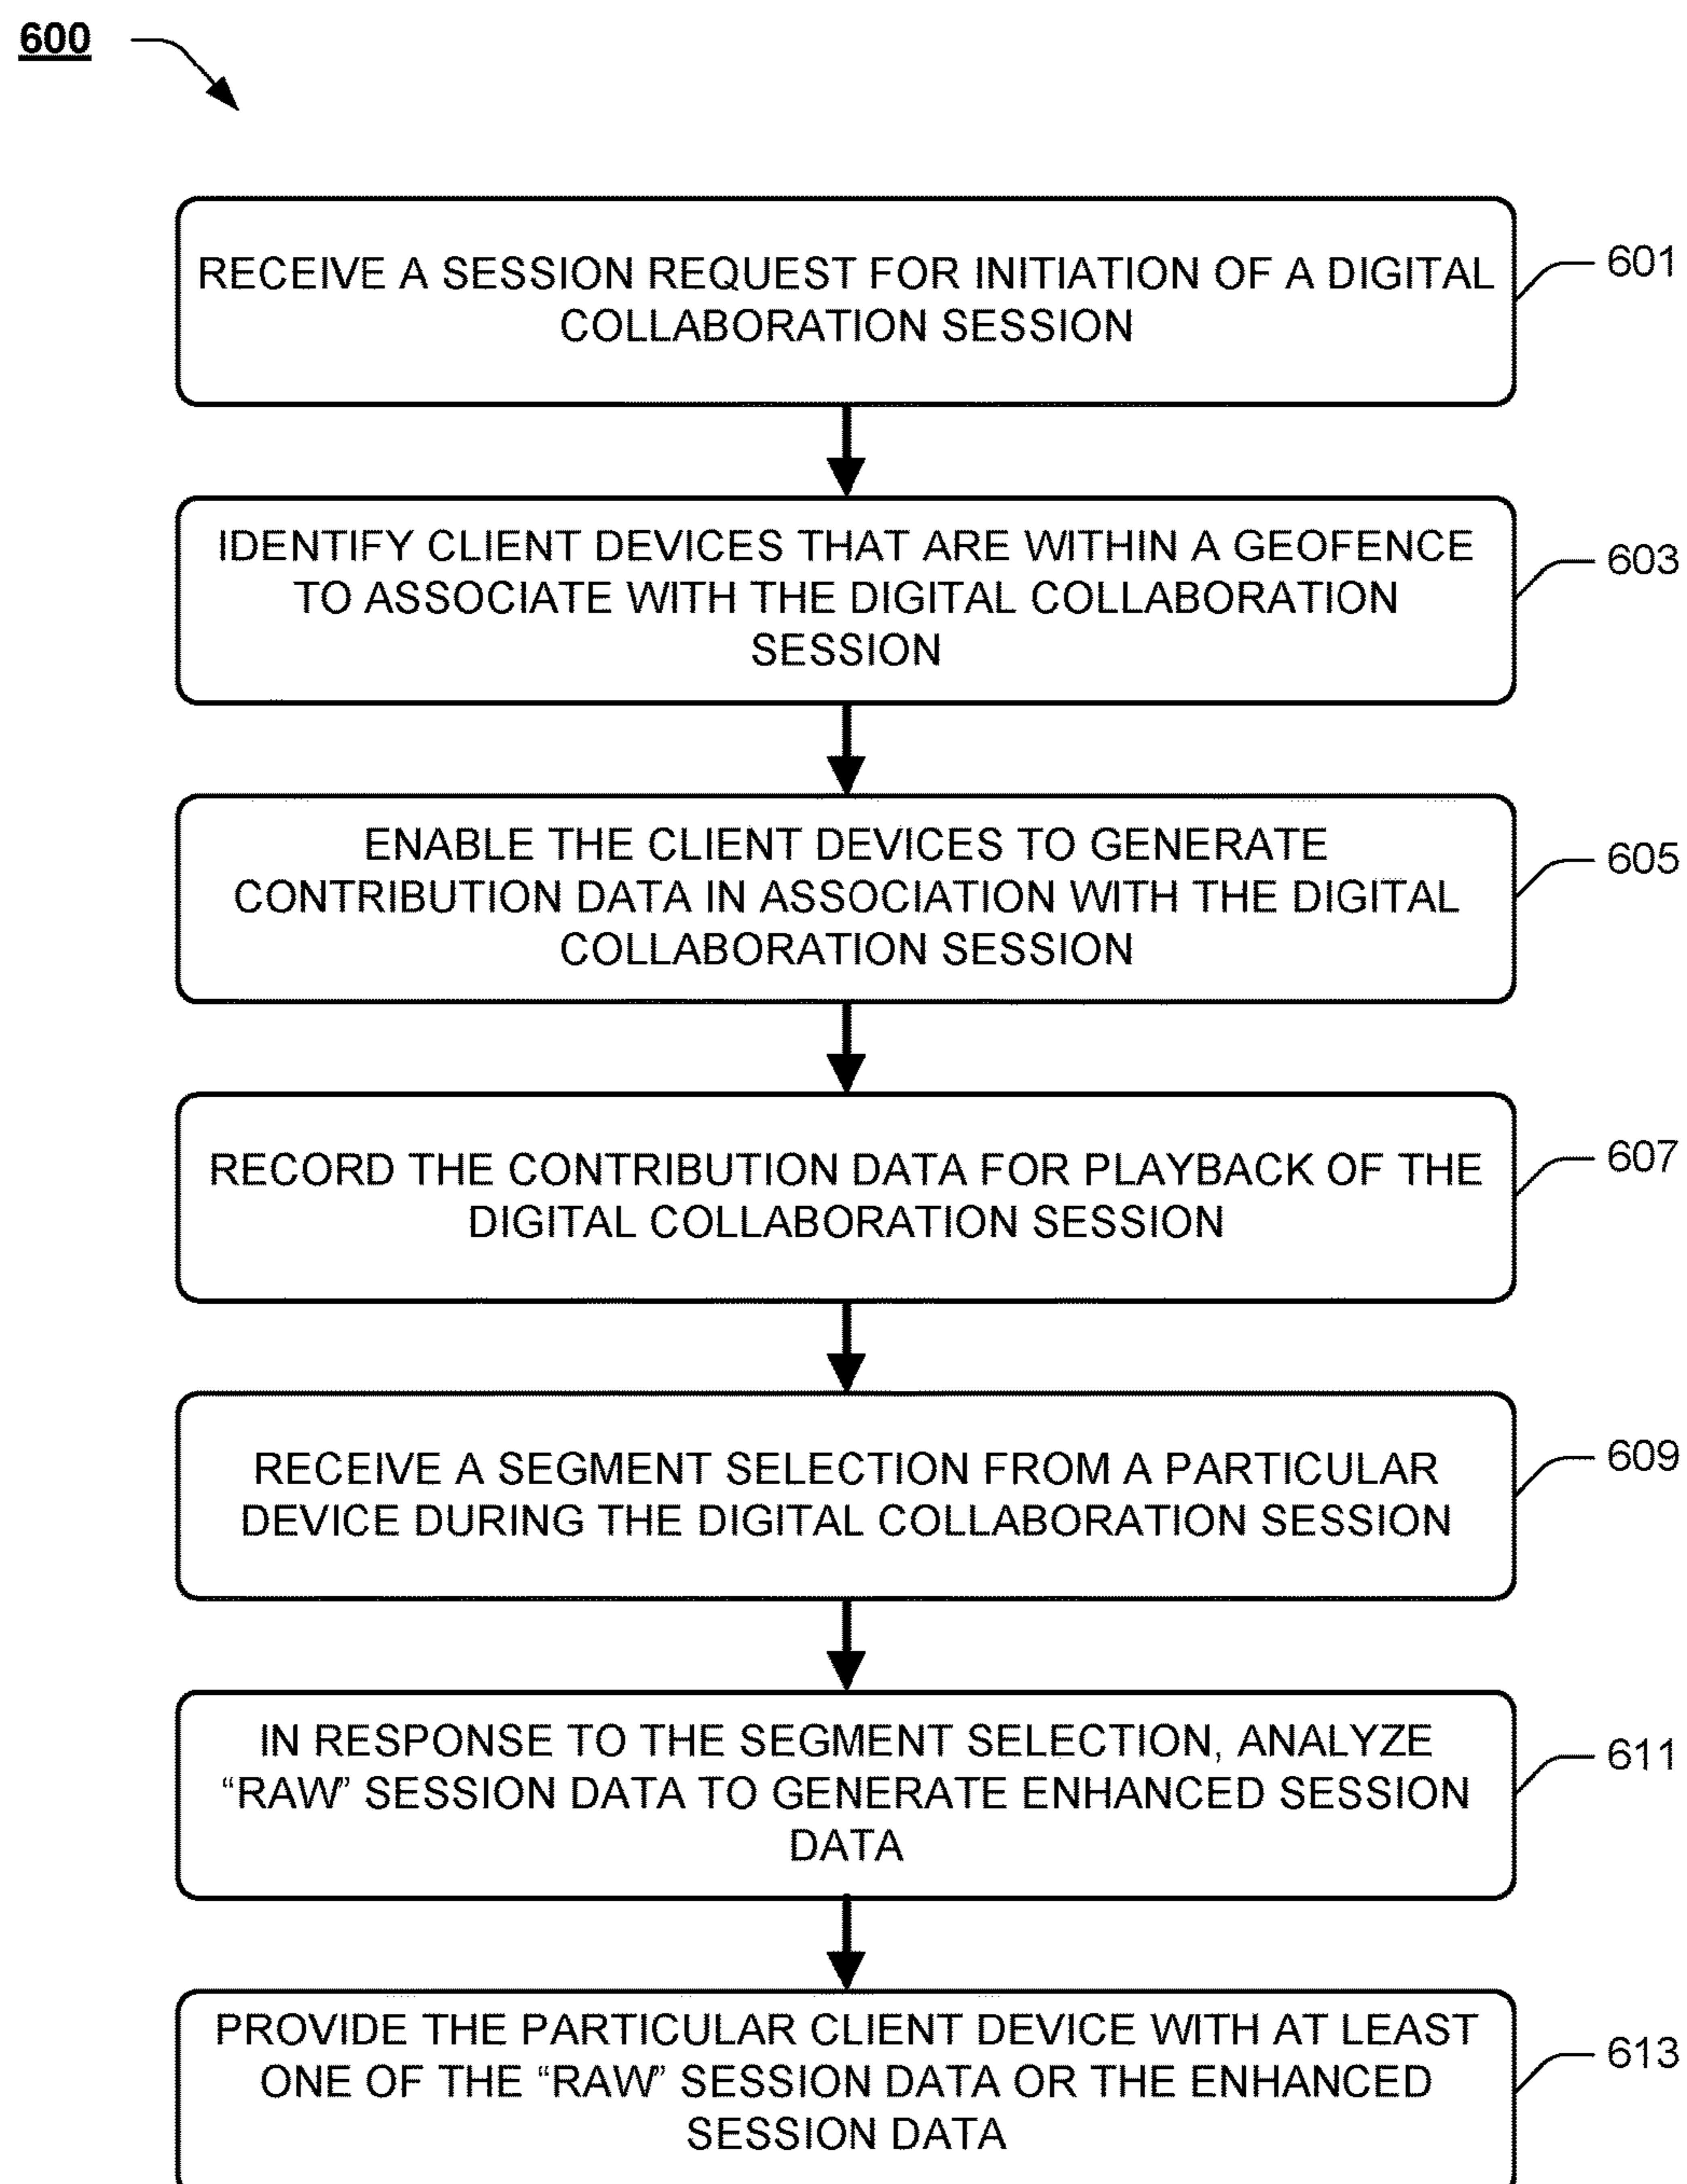 600
RECEIVE A SESSION REQUEST FOR INITIATION OF A DIGITAL
COLLABORATION SESSION
601
IDENTIFY CLIENT DEVICES THAT ARE WITHIN A GEOFENCE
TO ASSOCIATE WITH THE DIGITAL COLLABORATION
SESSION
603
ENABLE THE CLIENT DEVICES TO GENERATE
CONTRIBUTION DATA IN ASSOCIATION WITH THE DIGITAL
COLLABORATION SESSION
605
RECORD THE CONTRIBUTION DATA FOR PLAYBACK OF THE
DIGITAL COLLABORATION SESSION
607
RECEIVE A SEGMENT SELECTION FROM A PARTICULAR
DEVICE DURING THE DIGITAL COLLABORATION SESSION
609
IN RESPONSE TO THE SEGMENT SELECTION, ANALYZE
“RAW” SESSION DATA TO GENERATE ENHANCED SESSION
DATA
611
PROVIDE THE PARTICULAR CLIENT DEVICE WITH AT LEAST
ONE OF THE “RAW” SESSION DATA OR THE ENHANCED
SESSION DATA
613